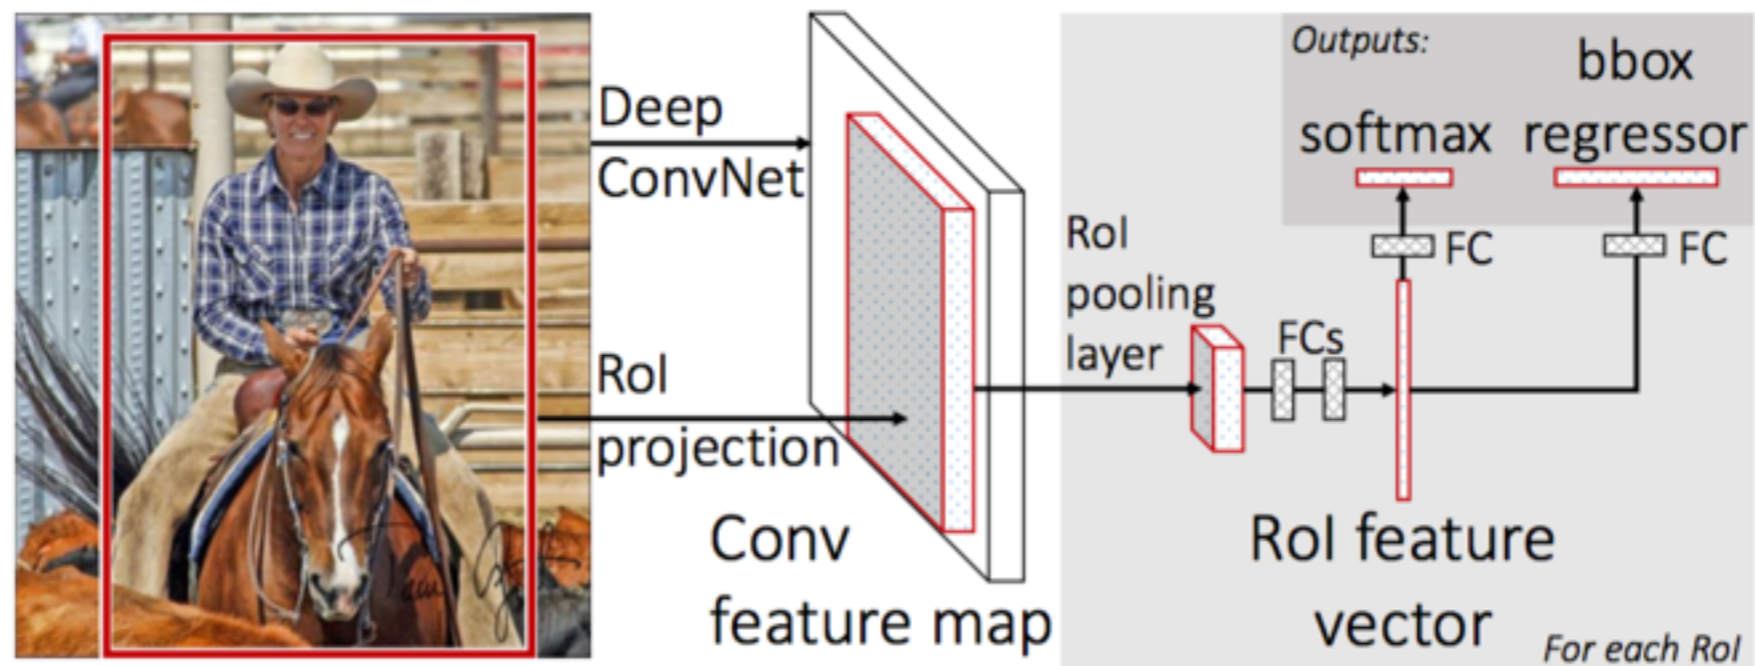 Deep
ConvNet
RoI
projection
Conv
feature map
RoI
pooling
layer
FCs
Outputs:
softmax
bbox
regressor
FC
FC
RoI feature
vector
For each RoI